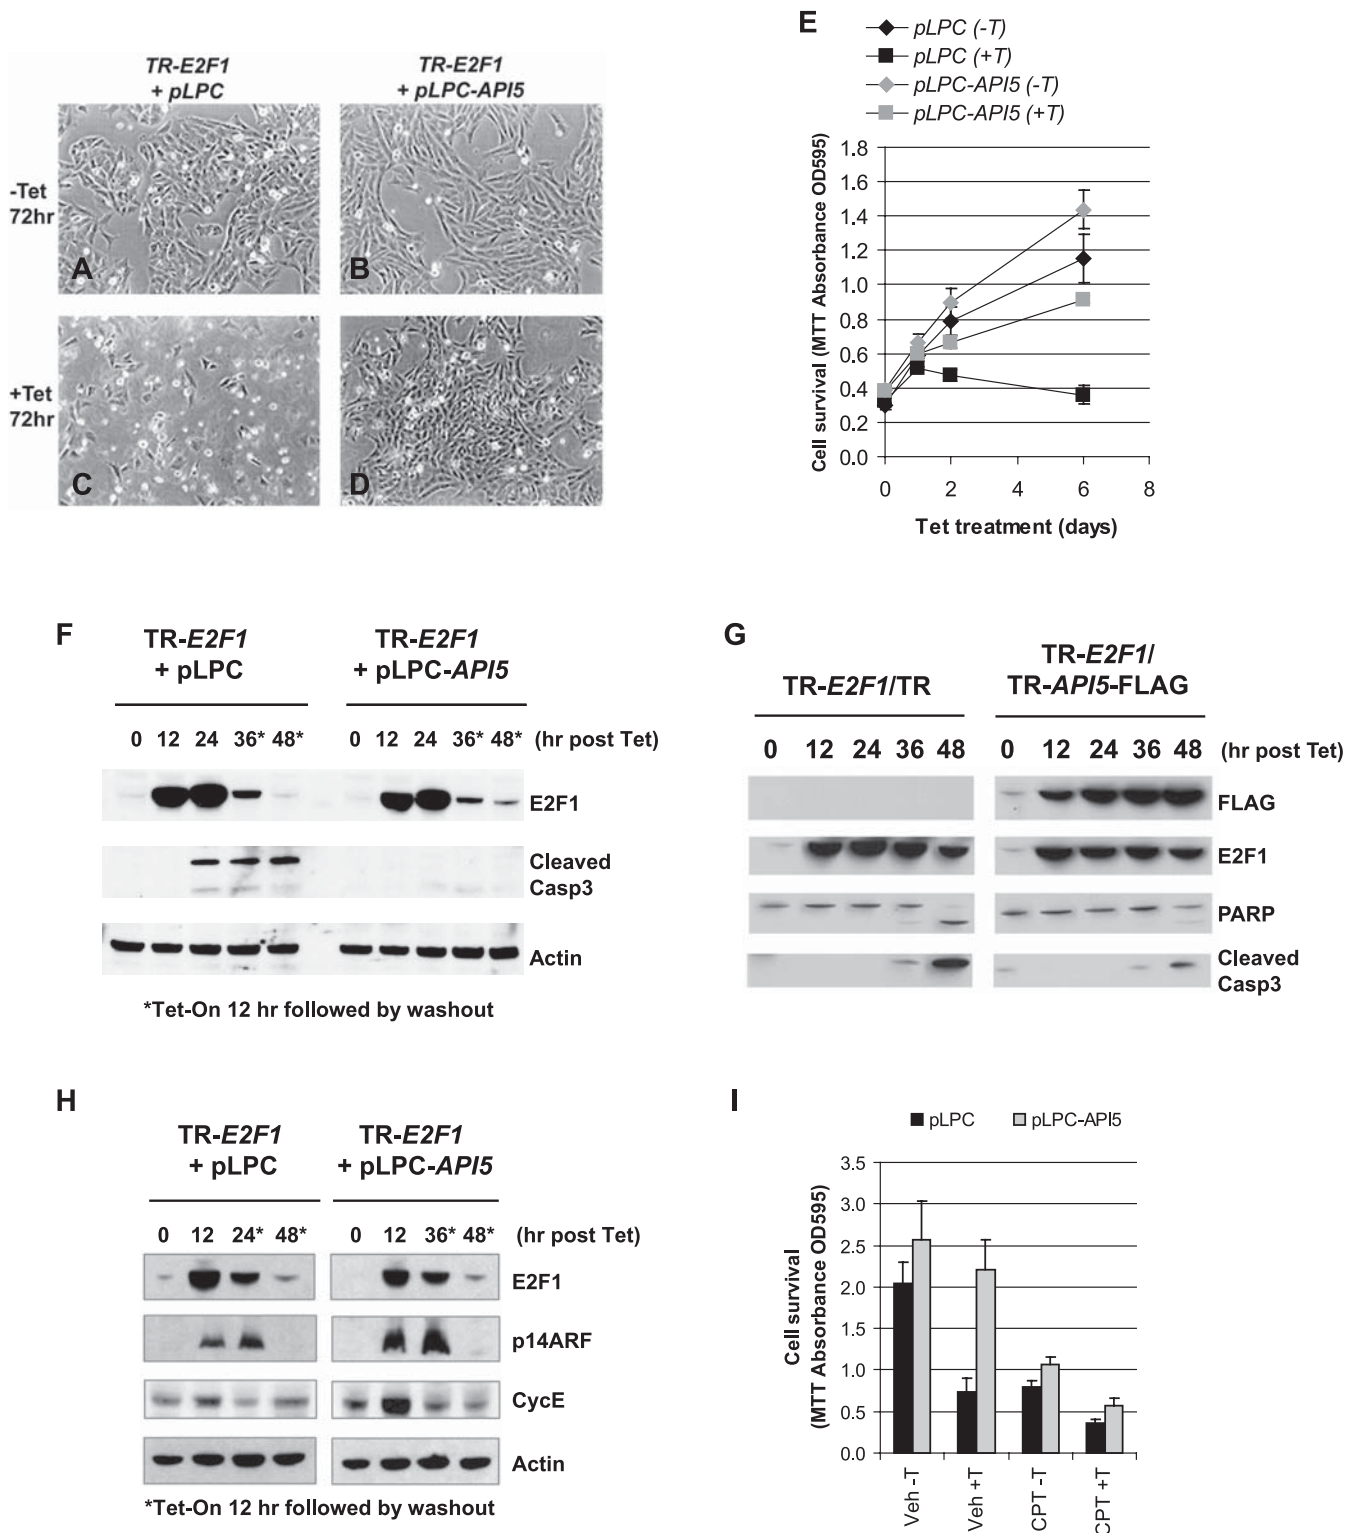 TR-E2F1
+ pLPC
TR-E2F1
+ pLPC-API5
-Tet
72hr
A
B
+Tet
72hr
C
D
E
pLPC (-T)
pLPC (+T)
pLPC-API5 (-T)
pLPC-API5 (+T)
Cell survival (MTT Absorbance OD595)
1.8
1.6
1.4
1.2
1.0
0.8
0.6
0.4
0.2
0.0
0 2 4 6 8
Tet treatment (days)
F
TR-E2F1
+ pLPC
TR-E2F1
+ pLPC-API5
0 12 24 36* 48* 0 12 24 36* 48* (hr post Tet)
E2F1
Cleaved
Casp3
Actin
*Tet-On 12 hr followed by washout
G
TR-E2F1/TR
TR-E2F1/
TR-API5-FLAG
0 12 24 36 48 0 12 24 36 48 (hr post Tet)
FLAG
E2F1
PARP
Cleaved
Casp3
H
TR-E2F1
+ pLPC
TR-E2F1
+ pLPC-API5
0 12 24* 48* 0 12 36* 48* (hr post Tet)
E2F1
p14ARF
CycE
Actin
*Tet-On 12 hr followed by washout
I
pLPC pLPC-API5
Cell survival
(MTT Absorbance OD595)
3.5
3.0
2.5
2.0
1.5
1.0
0.5
0.0
Veh -T
Veh +T
CPT -T
CPT +T